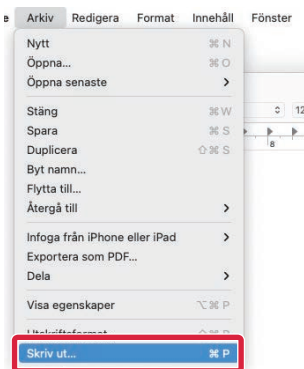 e Arkiv Redigera Format Innehåll Fönster
Nytt ⌘ N
Öppna... ⌘ O
Öppna senaste >
Stäng ⌘ W
Spara ⌘ S
Duplicera ⇧ ⌘ S
Byt namn...
Flytta till...
Återgå till >
Infoga från iPhone eller iPad >
Exportera som PDF...
Dela >
Visa egenskaper ⌥ ⌘ P
Utskriftsformat ⇧ ⌘ P
Skriv ut... ⌘ P
12
8